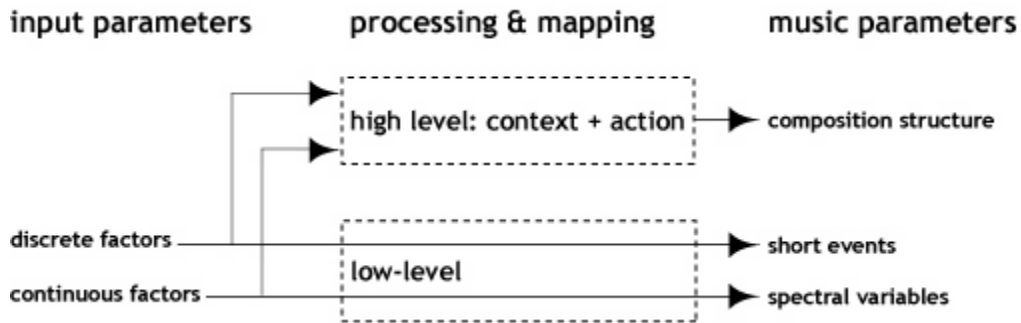 input parameters
processing & mapping
music parameters
high level: context + action
composition structure
discrete factors
short events
low-level
continuous factors
spectral variables